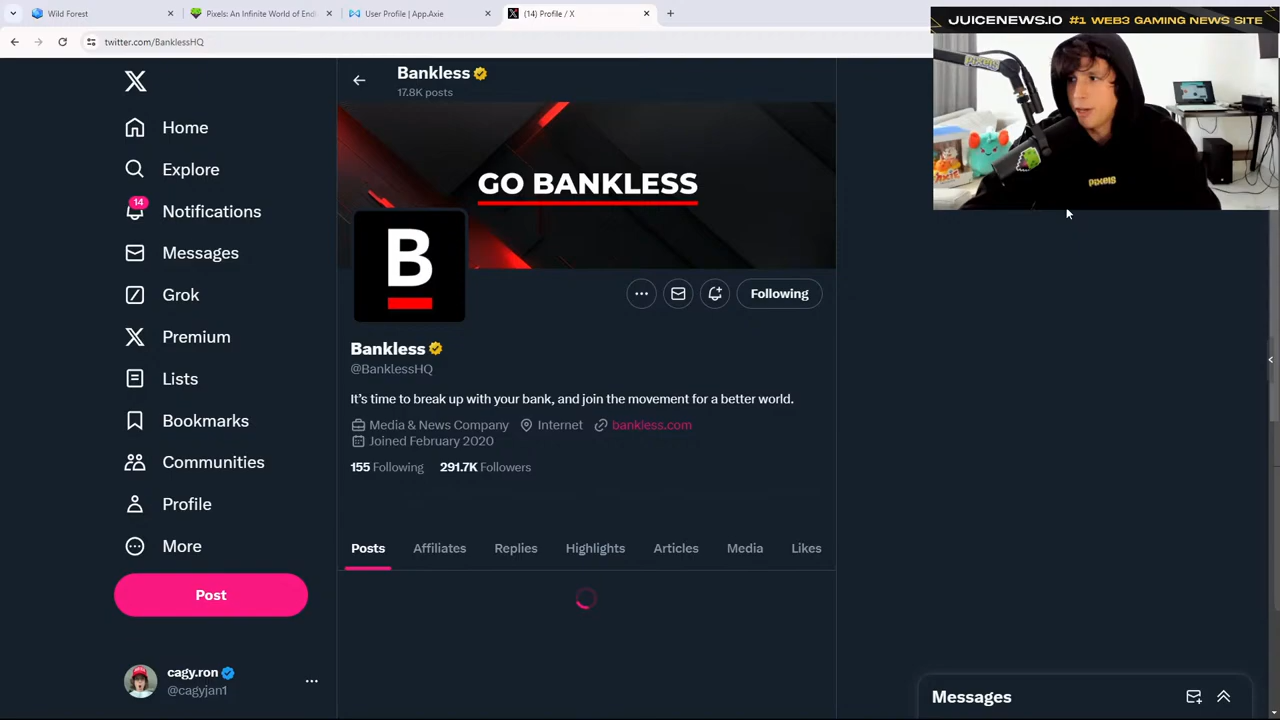 Wild Forest
Pixels: An Infinite World of End
User Profile | App.Axie
(14) Profile / X
twitter.com/BanklessHQ
JUICENEWS.IO #1 WEB3 GAMING NEWS SITE
pixels
pixels
Bankless
17.8K posts
GO BANKLESS
B
Home
Explore
14
Notifications
Messages
Grok
Premium
Lists
Bookmarks
Communities
Profile
More
Post
cagy.ron
@cagyjan1
Following
Bankless
@BanklessHQ
It's time to break up with your bank, and join the movement for a better world.
Media & News Company Internet bankless.com
Joined February 2020
155 Following 291.7K Followers
Posts Affiliates Replies Highlights Articles Media Likes
Messages